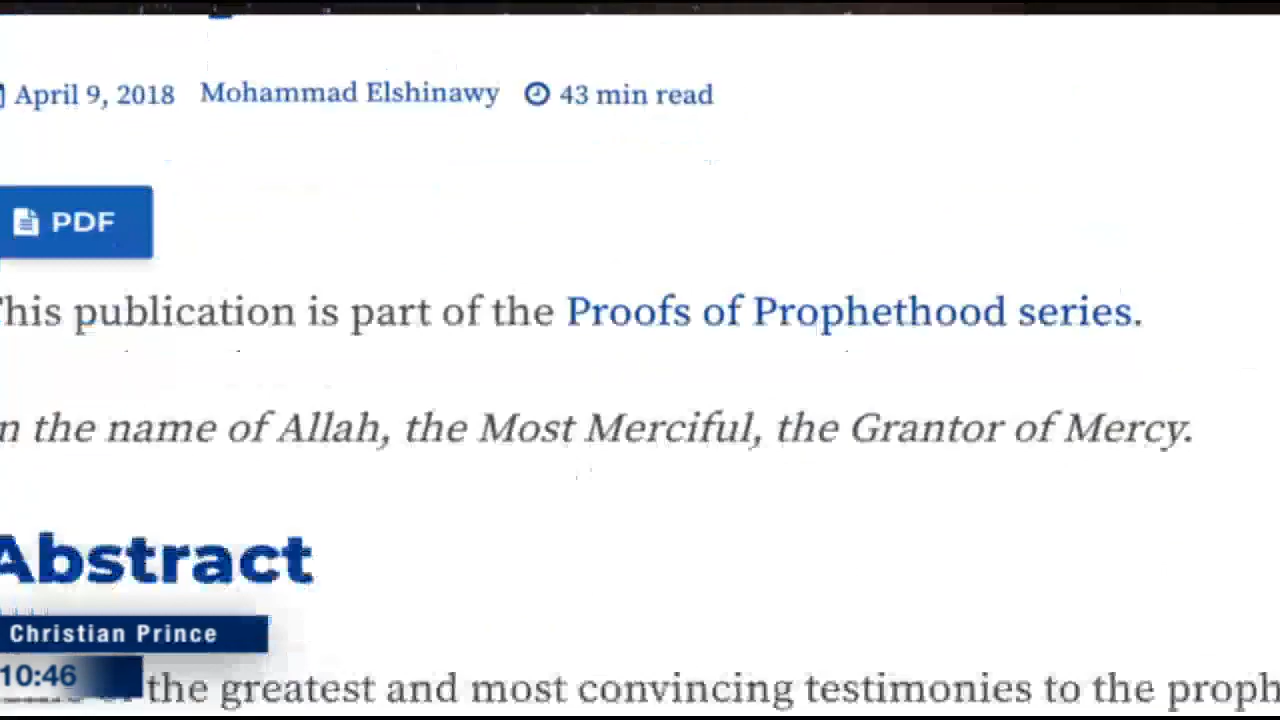 April 9, 2018 Mohammad Elshinawy 43 min read
PDF
his publication is part of the Proofs of Prophethood series.
n the name of Allah, the Most Merciful, the Grantor of Mercy.
Abstract
Christian Prince
10:46
the greatest and most convincing testimonies to the proph